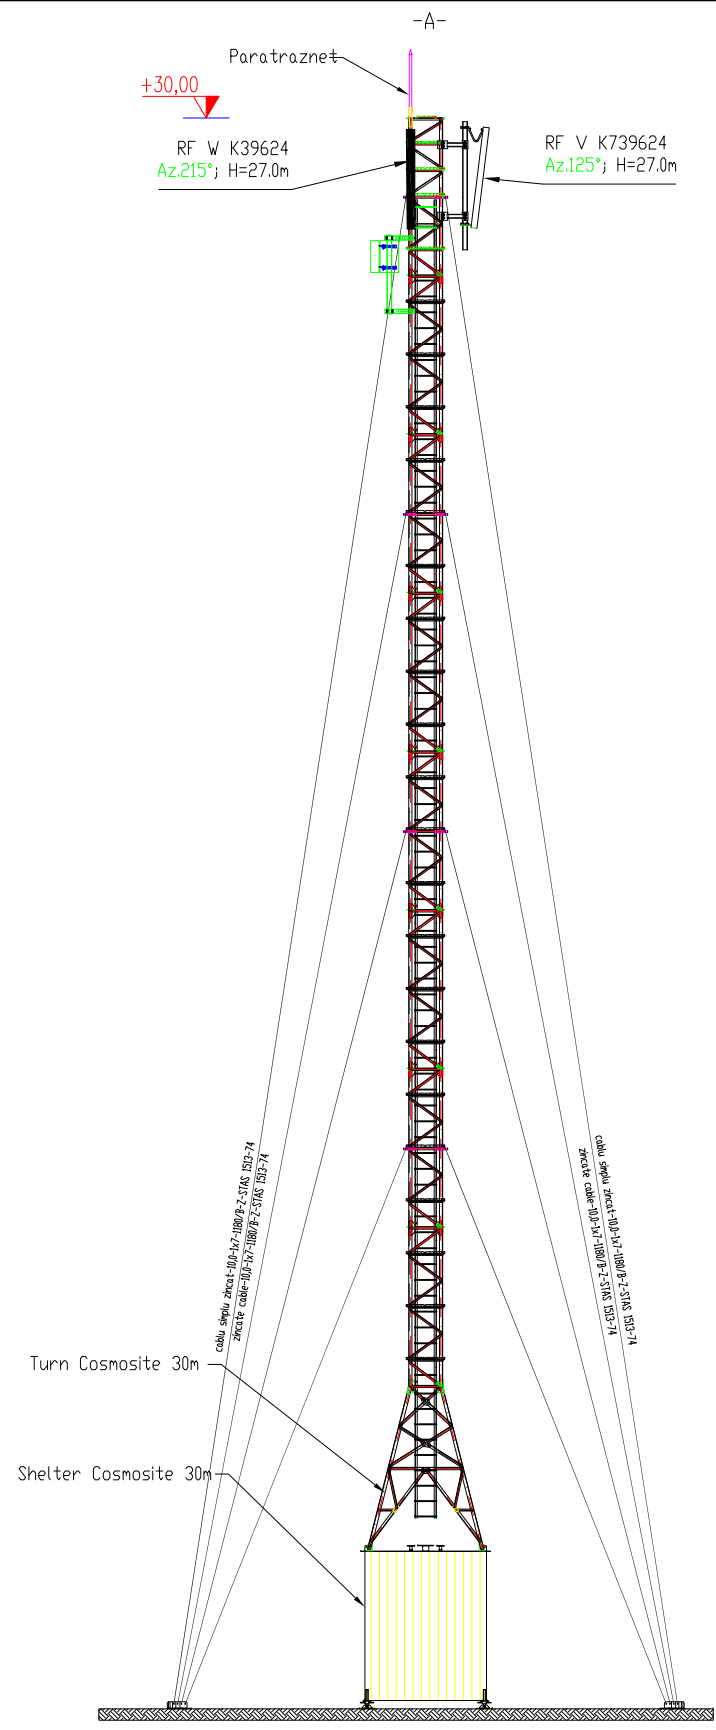 -A-
Paratraznet
+30,00
RF W K39624
Az.215°; H=27.0m
RF V K739624
Az.125°; H=27.0m
cablu simplu zincat-10,0-1x7-1180/B-Z-STAS 1513-74
zincate cable-10,0-1x7-1180/B-Z-STAS 1513-74
cablu simplu zincat-10,0-1x7-1180/B-Z-STAS 1513-74
zincate cable-10,0-1x7-1180/B-Z-STAS 1513-74
Turn Cosmosite 30m
Shelter Cosmosite 30m